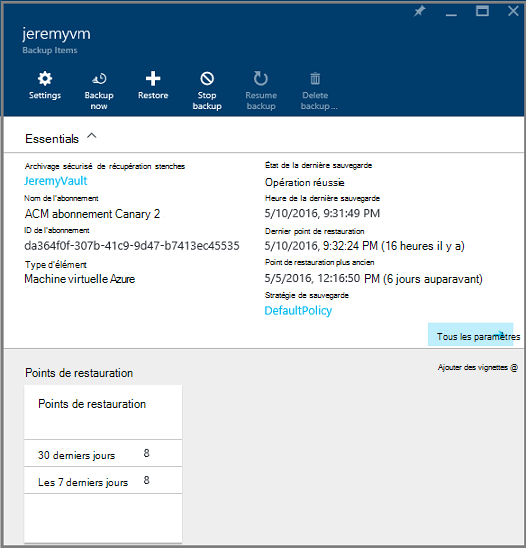 jeremyvm
Backup Items
Settings
Backup now
Restore
Stop backup
Resume backup
Delete backup ...
Essentials
Archivage sécurisé de récupération stenches
JeremyVault
Nom de l'abonnement
ACM abonnement Canary 2
ID de l'abonnement
da364f0f-307b-41c9-9d47-b7413ec45535
Type d'élément
Machine virtuelle Azure
État de la dernière sauvegarde
Opération réussie
Heure de la dernière sauvegarde
5/10/2016, 9:31:49 PM
Dernier point de restauration
5/10/2016, 9:32:24 PM (16 heures il y a)
Point de restauration plus ancien
5/5/2016, 12:16:50 PM (6 jours auparavant)
Stratégie de sauvegarde
DefaultPolicy
Tous les paramètres
Points de restauration
Ajouter des vignettes @
Points de restauration
30 derniers jours 8
Les 7 derniers jours 8